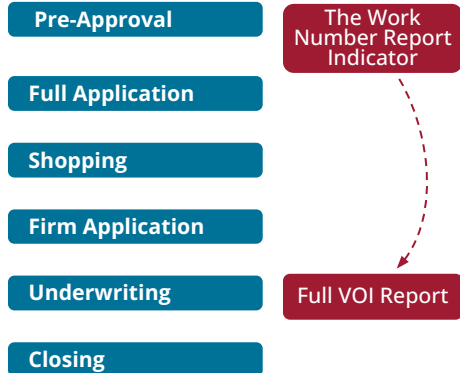 Pre-Approval
The Work
Number Report
Indicator
Full Application
Shopping
Firm Application
Underwriting
Full VOI Report
Closing